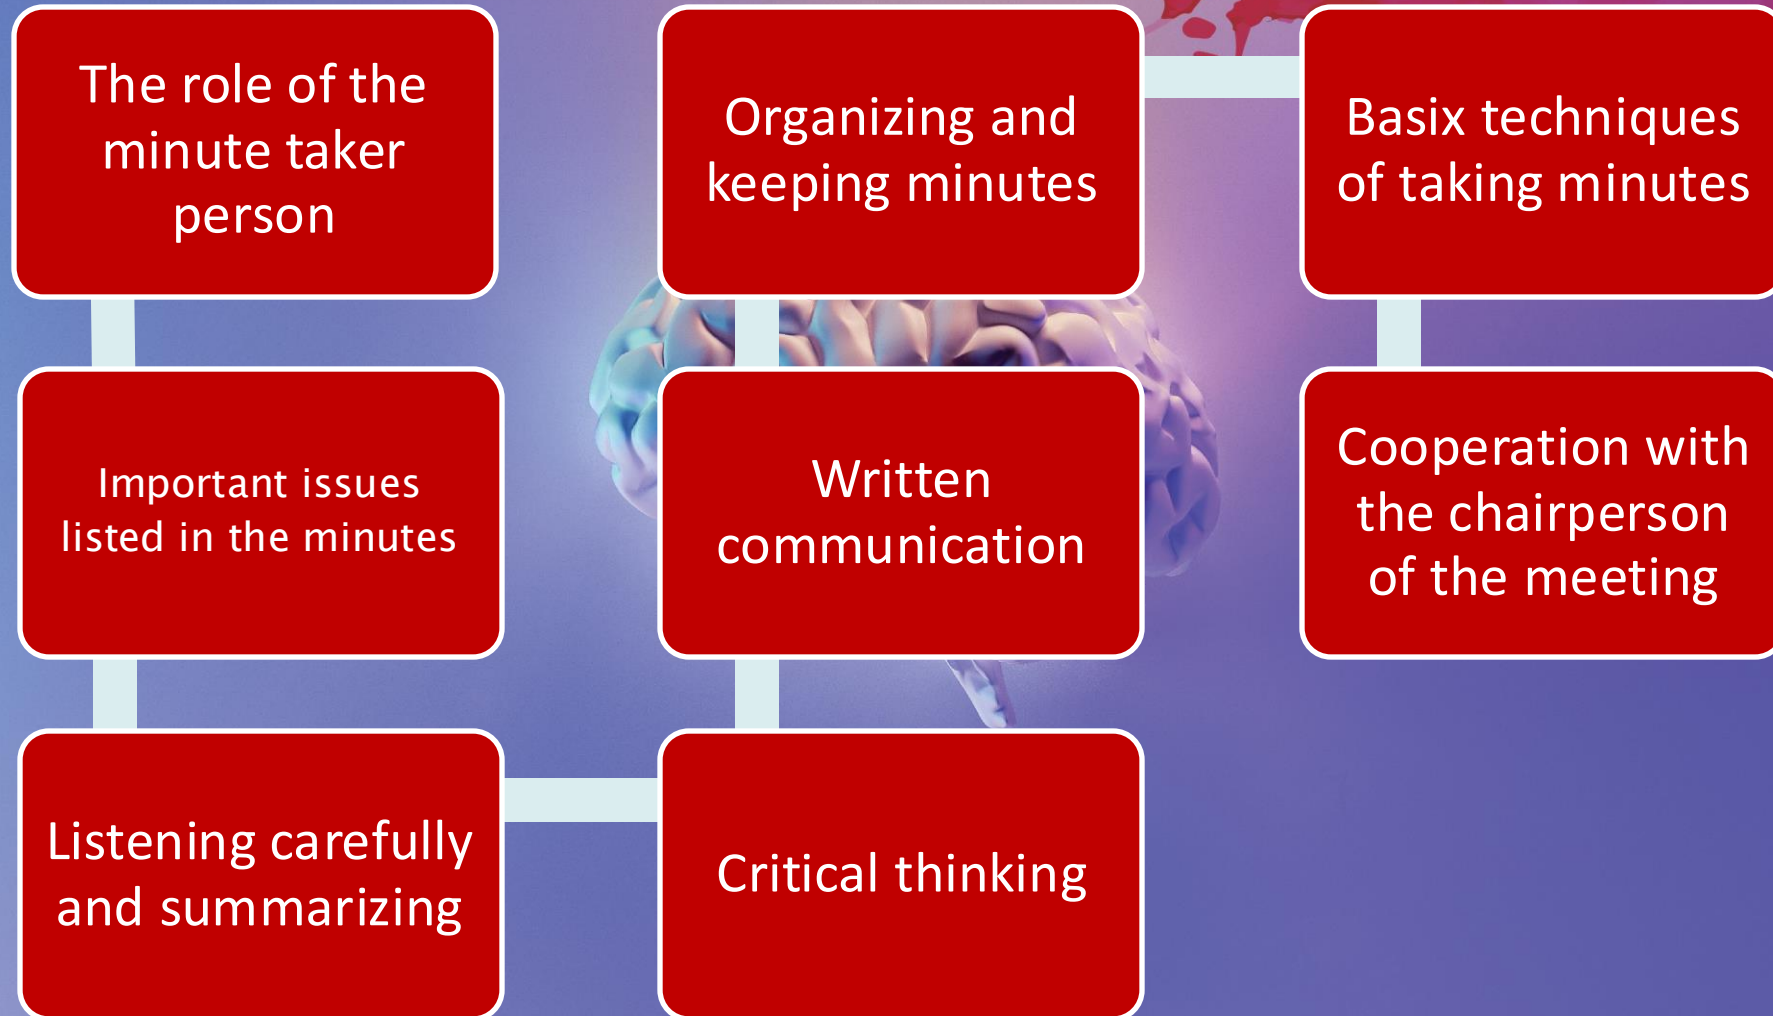 The role of the
minute taker
person
Important issues
listed in the minutes
Listening carefully
and summarizing
Critical thinking
Written
communication
Organizing and
keeping minutes
Basix techniques
of taking minutes
Cooperation with
the chairperson
of the meeting